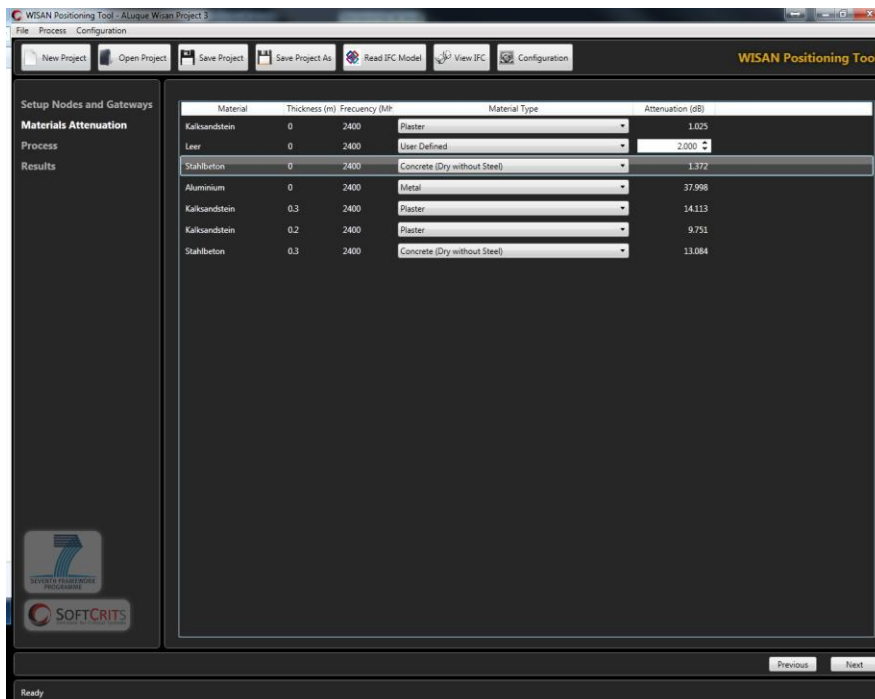 WISAN Positioning Tool - ALuque Wisan Project 3
File Process Configuration
New Project Open Project Save Project Save Project As Read IFC Model View IFC Configuration WISAN Positioning Too
Setup Nodes and Gateways
Materials Attenuation
Process
Results
Material Thickness (m) Frecuency (MH Material Type Attenuation (dB)
Kalksandstein 0 2400 Plaster 1.025
Leer 0 2400 User Defined 2.000
Stahlbeton 0 2400 Concrete (Dry without Steel) 1.372
Aluminium 0 2400 Metal 37.998
Kalksandstein 0.3 2400 Plaster 14.113
Kalksandstein 0.2 2400 Plaster 9.751
Stahlbeton 0.3 2400 Concrete (Dry without Steel) 13.084
SEVENTH FRAMEWORK
PROGRAMME
SOFTCRITS
Previous Next
Ready